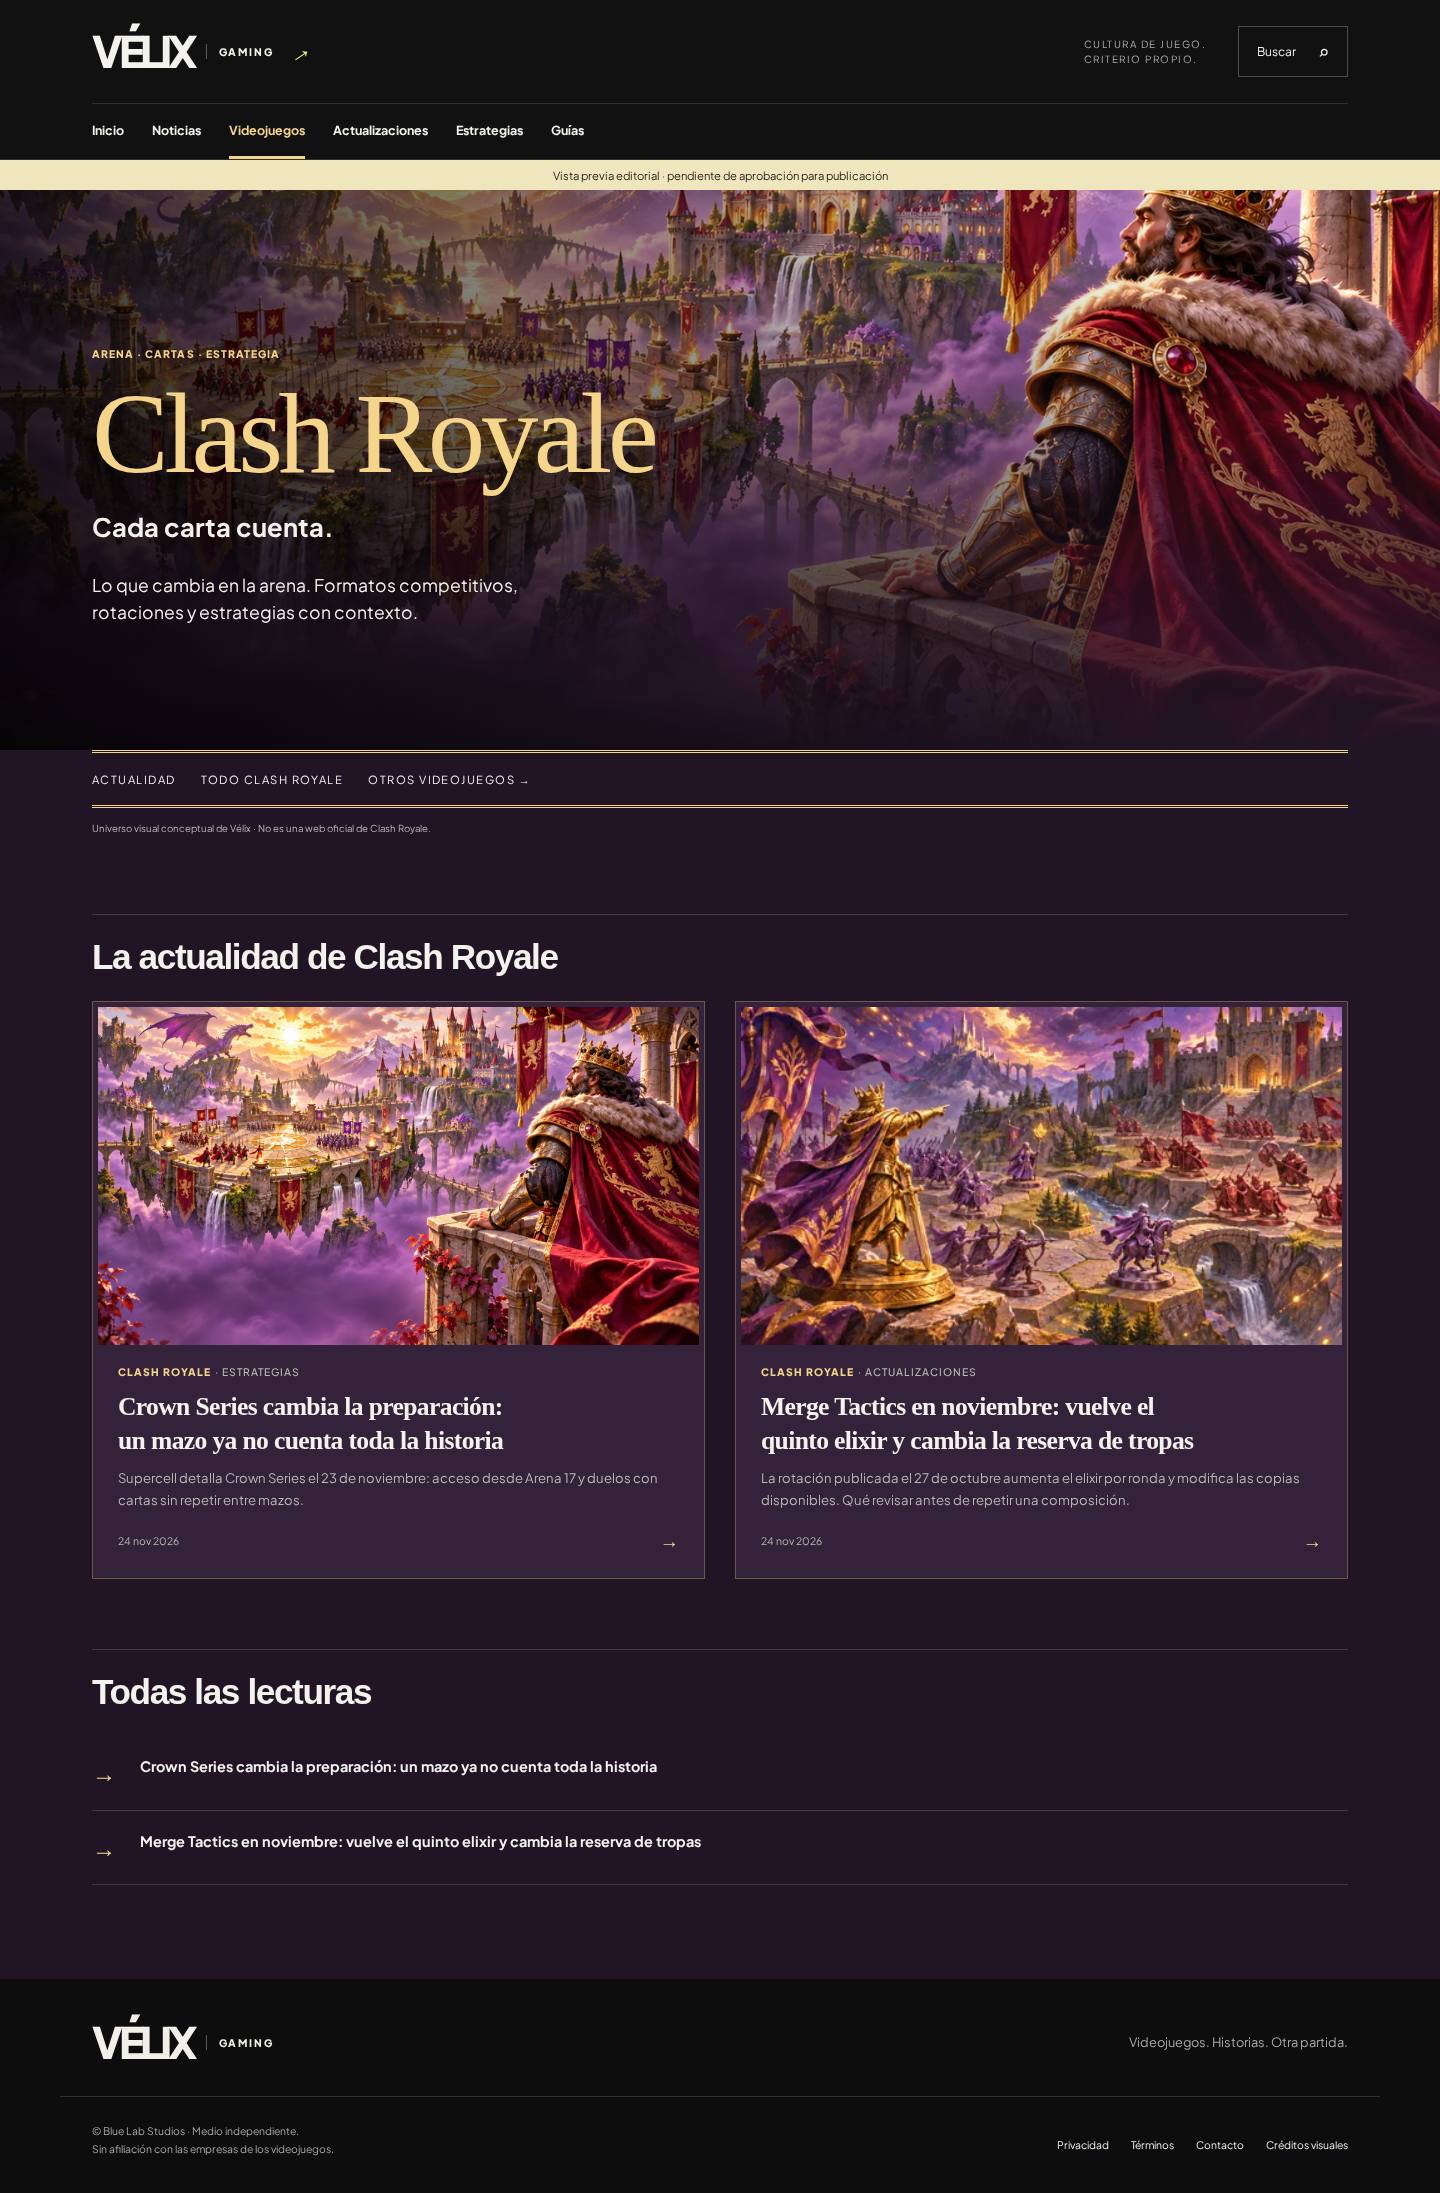 VÉLIX GAMING →
CULTURA DE JUEGO.
CRITERIO PROPIO.
Buscar ⌕
Inicio Noticias Videojuegos Actualizaciones Estrategias Guías
Vista previa editorial · pendiente de aprobación para publicación
ARENA · CARTAS · ESTRATEGIA
Clash Royale
Cada carta cuenta.
Lo que cambia en la arena. Formatos competitivos,
rotaciones y estrategias con contexto.
ACTUALIDAD TODO CLASH ROYALE OTROS VIDEOJUEGOS →
Universo visual conceptual de Vélix · No es una web oficial de Clash Royale.
La actualidad de Clash Royale
CLASH ROYALE · ESTRATEGIAS
Crown Series cambia la preparación:
un mazo ya no cuenta toda la historia
Supercell detalla Crown Series el 23 de noviembre: acceso desde Arena 17 y duelos con
cartas sin repetir entre mazos.
24 nov 2026 →
CLASH ROYALE · ACTUALIZACIONES
Merge Tactics en noviembre: vuelve el
quinto elixir y cambia la reserva de tropas
La rotación publicada el 27 de octubre aumenta el elixir por ronda y modifica las copias
disponibles. Qué revisar antes de repetir una composición.
24 nov 2026 →
Todas las lecturas
→ Crown Series cambia la preparación: un mazo ya no cuenta toda la historia
→ Merge Tactics en noviembre: vuelve el quinto elixir y cambia la reserva de tropas
VÉLIX GAMING
Videojuegos. Historias. Otra partida.
© Blue Lab Studios · Medio independiente.
Sin afiliación con las empresas de los videojuegos.
Privacidad Términos Contacto Créditos visuales